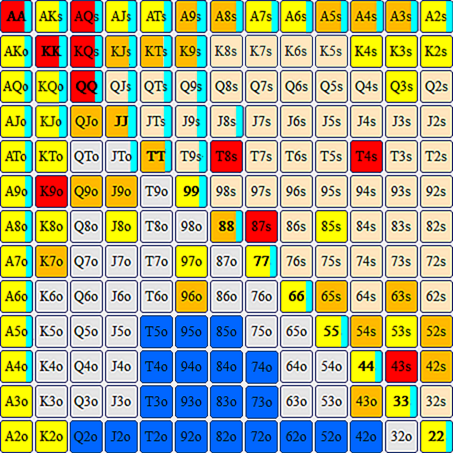 AA AKs AQs AJs ATs A9s A8s A7s A6s A5s A4s A3s A2s
AKo KK KQs KJs KTs K9s K8s K7s K6s K5s K4s K3s K2s
AQo KQo QQ QJs QTs Q9s Q8s Q7s Q6s Q5s Q4s Q3s Q2s
AJo KJo QJo JJ JTs J9s J8s J7s J6s J5s J4s J3s J2s
ATo KTo QTo JTo TT T9s T8s T7s T6s T5s T4s T3s T2s
A9o K9o Q9o J9o T9o 99 98s 97s 96s 95s 94s 93s 92s
A8o K8o Q8o J8o T8o 98o 88 87s 86s 85s 84s 83s 82s
A7o K7o Q7o J7o T7o 97o 87o 77 76s 75s 74s 73s 72s
A6o K6o Q6o J6o T6o 96o 86o 76o 66 65s 64s 63s 62s
A5o K5o Q5o J5o T5o 95o 85o 75o 65o 55 54s 53s 52s
A4o K4o Q4o J4o T4o 94o 84o 74o 64o 54o 44 43s 42s
A3o K3o Q3o J3o T3o 93o 83o 73o 63o 53o 43o 33 32s
A2o K2o Q2o J2o T2o 92o 82o 72o 62o 52o 42o 32o 22